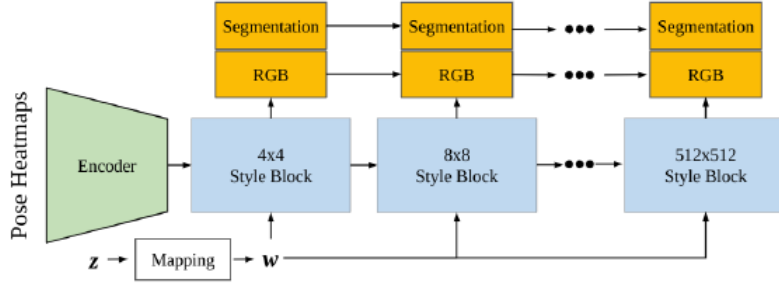 Segmentation
Segmentation
Segmentation
RGB
RGB
RGB
Pose Heatmaps
Encoder
4x4
Style Block
8x8
Style Block
512x512
Style Block
z
Mapping
w